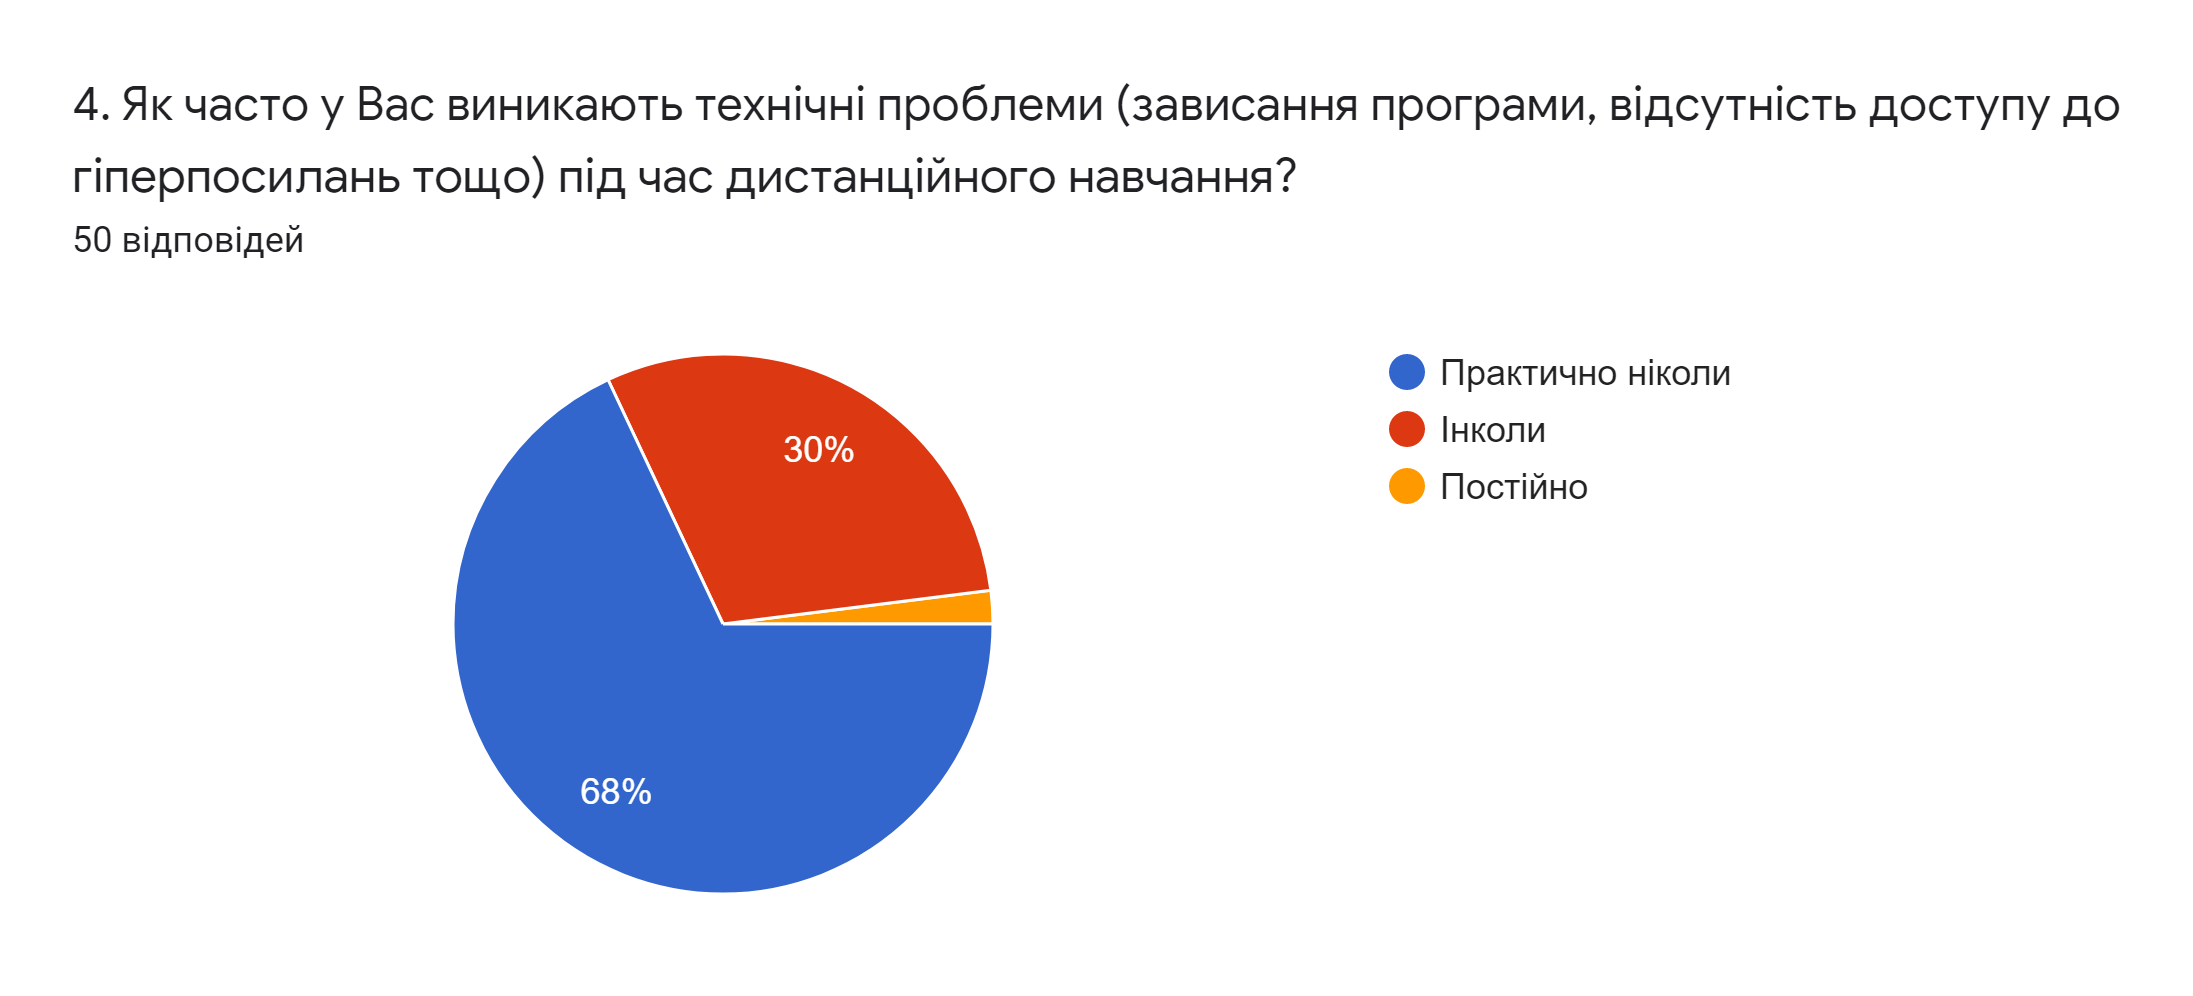 4. Як часто у Вас виникають технічні проблеми (зависання програми, відсутність доступу до
гіперпосилань тощо) під час дистанційного навчання?
50 відповідей
Практично ніколи
Інколи
Постійно
30%
68%